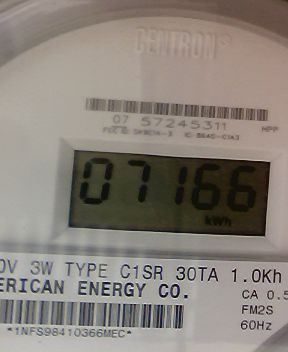 CENTRON®
07 57245311
HPP
07166
kWh
0V 3W TYPE C1SR 30TA 1.0Kh
ERICAN ENERGY CO.
CA 0.5
FM2S
*1NFS98410366MEC*
60Hz